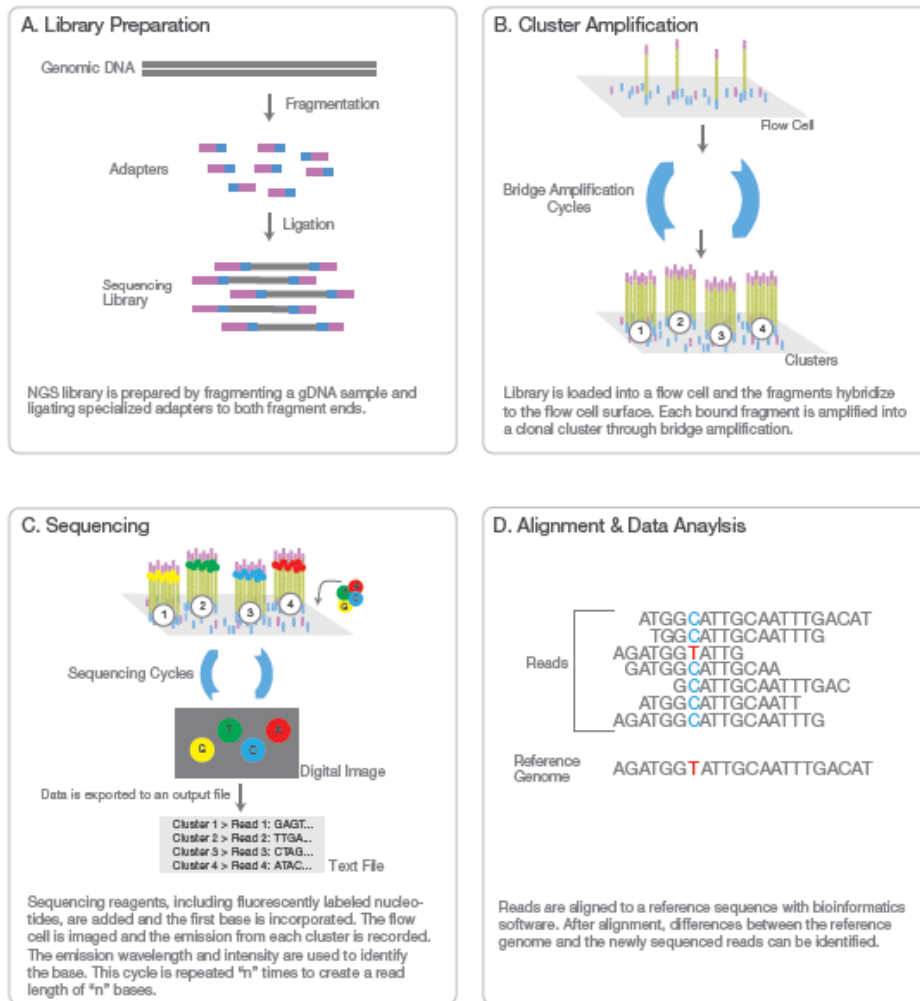 A. Library Preparation
Genomic DNA
Fragmentation
Adapters
Ligation
Sequencing
Library
NGS library is prepared by fragmenting a gDNA sample and
ligating specialized adapters to both fragment ends.
B. Cluster Amplification
Flow Cell
Bridge Amplification
Cycles
1
2
3
4
Clusters
Library is loaded into a flow cell and the fragments hybridize
to the flow cell surface. Each bound fragment is amplified into
a clonal cluster through bridge amplification.
C. Sequencing
1
2
3
4
T
A
G
C
Sequencing Cycles
G
T
C
A
Digital Image
Data is exported to an output file
Cluster 1 > Read 1: GAGT...
Cluster 2 > Read 2: TTGA...
Cluster 3 > Read 3: CTAG...
Cluster 4 > Read 4: ATAC...
Text File
Sequencing reagents, including fluorescently labeled nucleo-
tides, are added and the first base is incorporated. The flow
cell is imaged and the emission from each cluster is recorded.
The emission wavelength and intensity are used to identify
the base. This cycle is repeated “n” times to create a read
length of “n” bases.
D. Alignment & Data Anaylsis
Reads
ATGGCATTGCAATTTGACAT
TGGCATTGCAATTTG
AGATGGTATTG
GATGGCATTGCAA
GCATTGCAATTTGAC
ATGGCATTGCAATT
AGATGGCATTGCAATTTG
Reference
Genome
AGATGGTATTGCAATTTGACAT
Reads are aligned to a reference sequence with bioinformatics
software. After alignment, differences between the reference
genome and the newly sequenced reads can be identified.